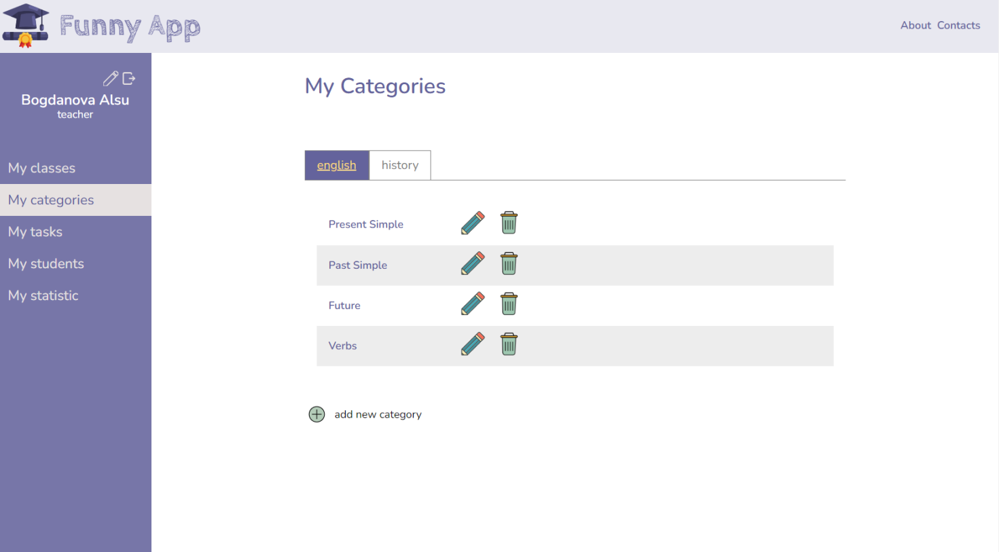 Funny App
About Contacts
Bogdanova Alsu
teacher
My classes
My categories
My tasks
My students
My statistic
My Categories
english history
Present Simple
Past Simple
Future
Verbs
add new category